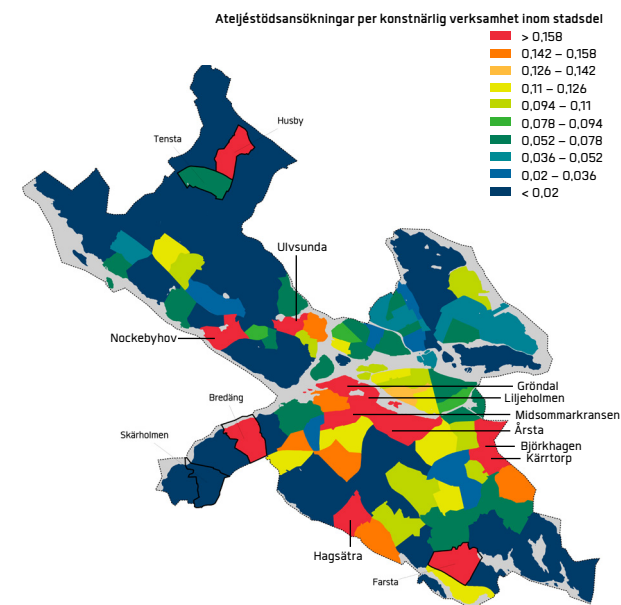 Ateljéstödsansökningar per konstnärlig verksamhet inom stadsdel
> 0,158
0,142 – 0,158
0,126 – 0,142
0,11 – 0,126
0,094 – 0,11
0,078 – 0,094
0,052 – 0,078
0,036 – 0,052
0,02 – 0,036
< 0,02
Husby
Tensta
Ulvsunda
Nockebyhov
Gröndal
Liljeholmen
Bredäng
Midsommarkransen
Årsta
Skärholmen
Björkhagen
Kärrtorp
Hagsätra
Farsta